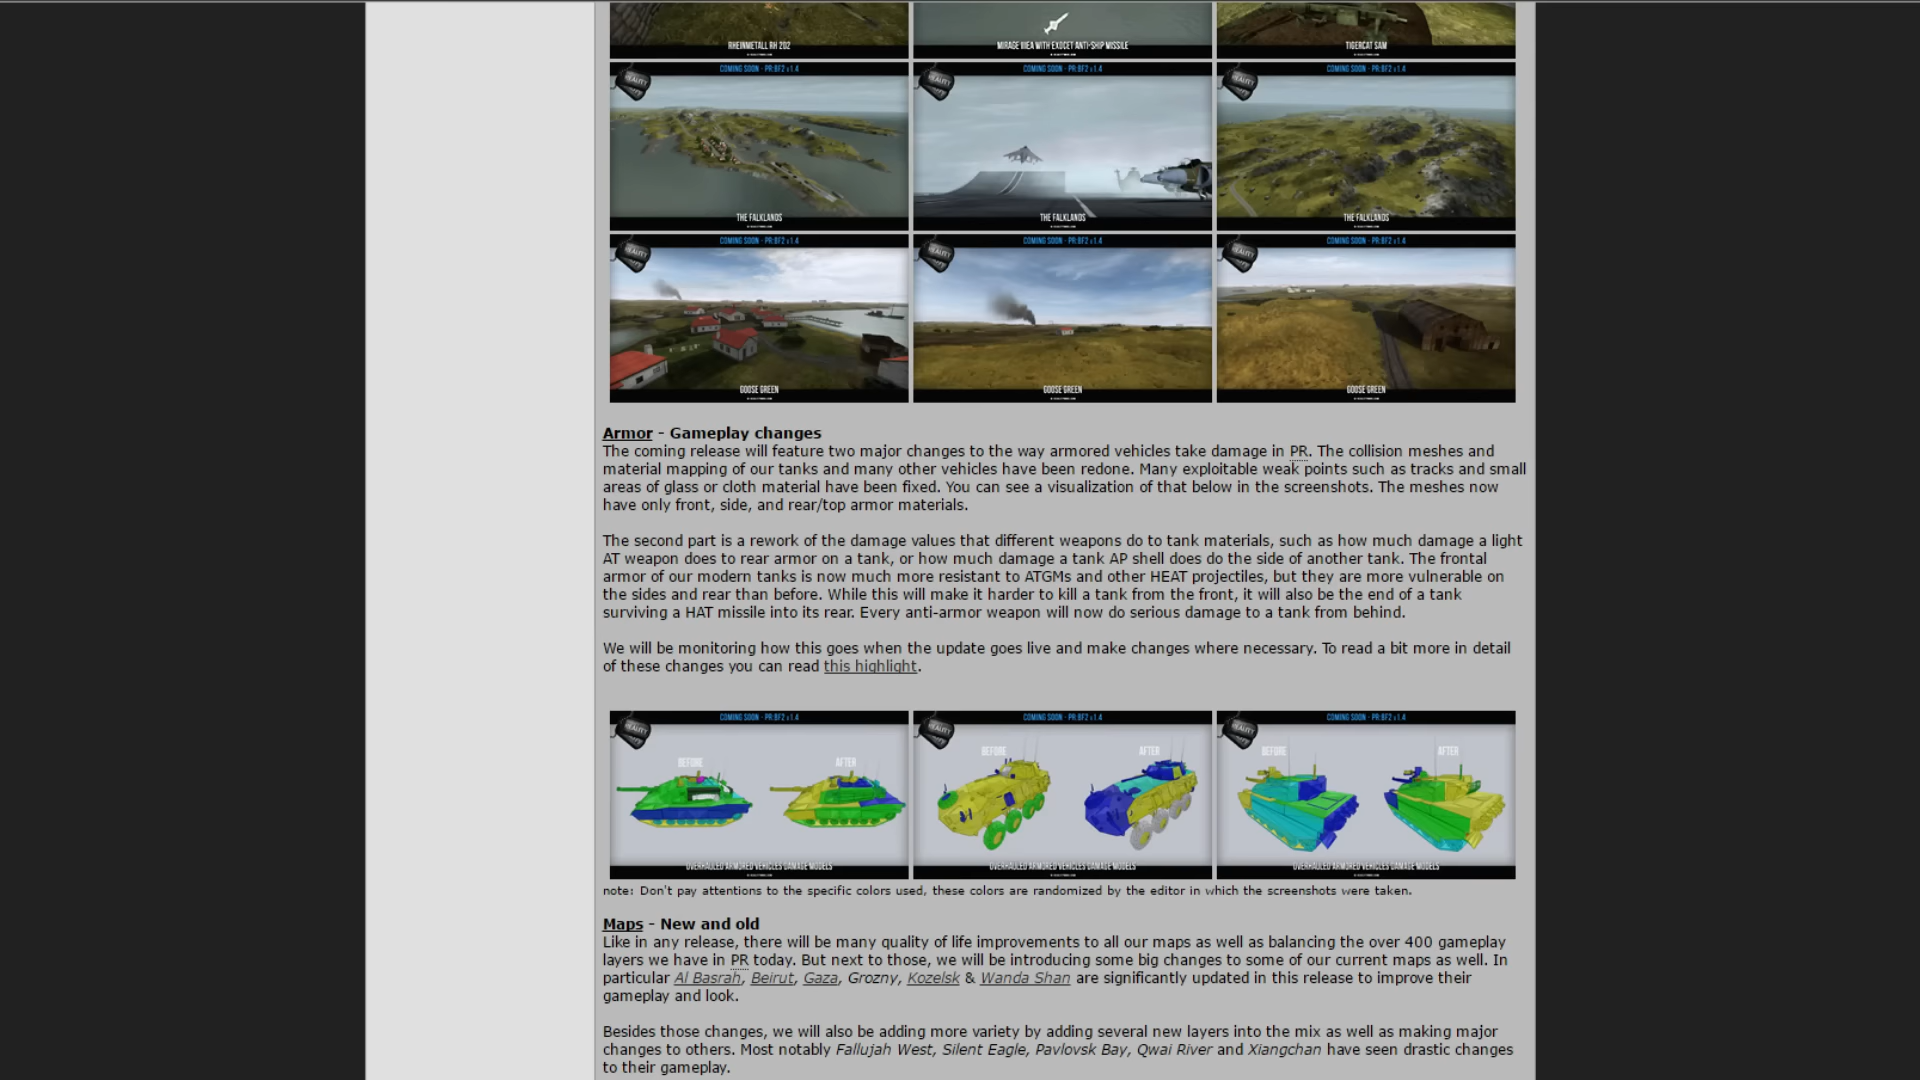 RHEINMETALL RH 202
MIRAGE IIIEA WITH EXOCET ANTI-SHIP MISSILE
TIGERCAT SAM
COMING SOON - PR:BF2 v1.4
COMING SOON - PR:BF2 v1.4
COMING SOON - PR:BF2 v1.4
REALITY
REALITY
REALITY
THE FALKLANDS
THE FALKLANDS
THE FALKLANDS
COMING SOON - PR:BF2 v1.4
COMING SOON - PR:BF2 v1.4
COMING SOON - PR:BF2 v1.4
REALITY
REALITY
REALITY
GOOSE GREEN
GOOSE GREEN
GOOSE GREEN
Armor - Gameplay changes
The coming release will feature two major changes to the way armored vehicles take damage in PR. The collision meshes and
material mapping of our tanks and many other vehicles have been redone. Many exploitable weak points such as tracks and small
areas of glass or cloth material have been fixed. You can see a visualization of that below in the screenshots. The meshes now
have only front, side, and rear/top armor materials.
The second part is a rework of the damage values that different weapons do to tank materials, such as how much damage a light
AT weapon does to rear armor on a tank, or how much damage a tank AP shell does do the side of another tank. The frontal
armor of our modern tanks is now much more resistant to ATGMs and other HEAT projectiles, but they are more vulnerable on
the sides and rear than before. While this will make it harder to kill a tank from the front, it will also be the end of a tank
surviving a HAT missile into its rear. Every anti-armor weapon will now do serious damage to a tank from behind.
We will be monitoring how this goes when the update goes live and make changes where necessary. To read a bit more in detail
of these changes you can read this highlight.
COMING SOON - PR:BF2 v1.4
COMING SOON - PR:BF2 v1.4
COMING SOON - PR:BF2 v1.4
REALITY
REALITY
REALITY
BEFORE AFTER
BEFORE AFTER
BEFORE AFTER
OVERHAULED ARMORED VEHICLES DAMAGE MODELS
OVERHAULED ARMORED VEHICLES DAMAGE MODELS
OVERHAULED ARMORED VEHICLES DAMAGE MODELS
note: Don't pay attentions to the specific colors used, these colors are randomized by the editor in which the screenshots were taken.
Maps - New and old
Like in any release, there will be many quality of life improvements to all our maps as well as balancing the over 400 gameplay
layers we have in PR today. But next to those, we will be introducing some big changes to some of our current maps as well. In
particular Al Basrah, Beirut, Gaza, Grozny, Kozelsk & Wanda Shan are significantly updated in this release to improve their
gameplay and look.
Besides those changes, we will also be adding more variety by adding several new layers into the mix as well as making major
changes to others. Most notably Fallujah West, Silent Eagle, Pavlovsk Bay, Qwai River and Xiangchan have seen drastic changes
to their gameplay.